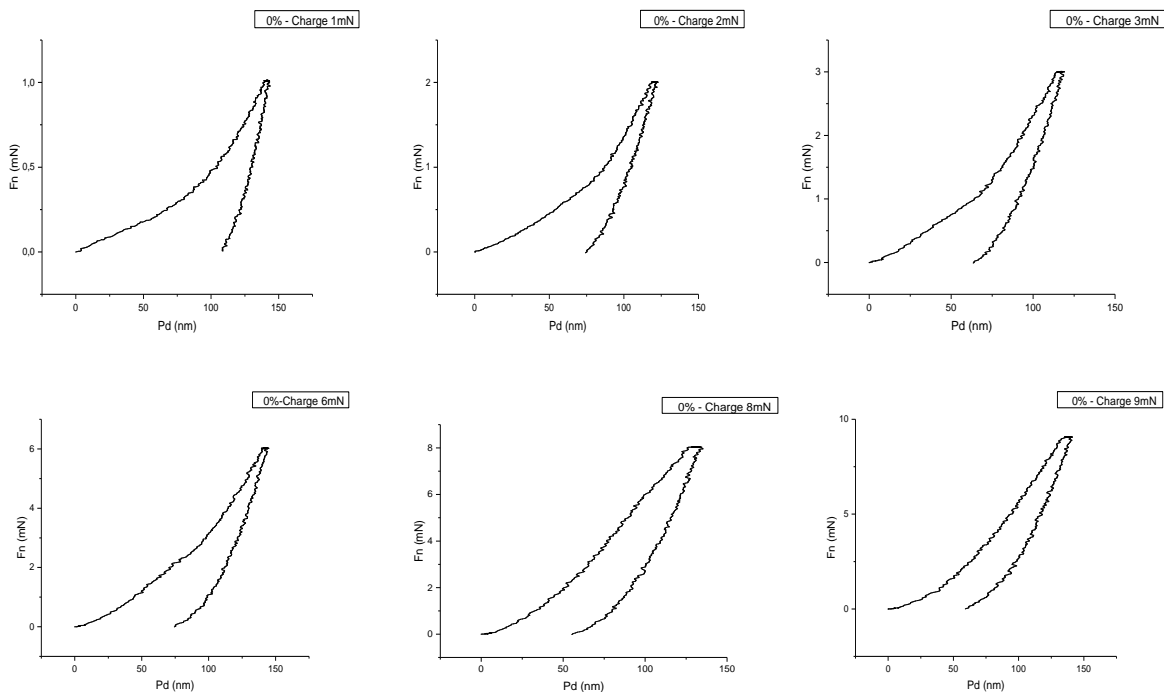 0% - Charge 1mN
Fn (mN)
1,0
0,5
0,0
0
50
100
150
Pd (nm)
0% - Charge 2mN
Fn (mN)
2
1
0
0
50
100
150
Pd (nm)
0% - Charge 3mN
Fn (mN)
3
2
1
0
0
50
100
150
Pd (nm)
0%-Charge 6mN
Fn (mN)
6
4
2
0
0
50
100
150
Pd (nm)
0% - Charge 8mN
Fn (mN)
8
6
4
2
0
0
50
100
150
Pd (nm)
0% - Charge 9mN
Fn (mN)
10
5
0
0
50
100
150
Pd (nm)